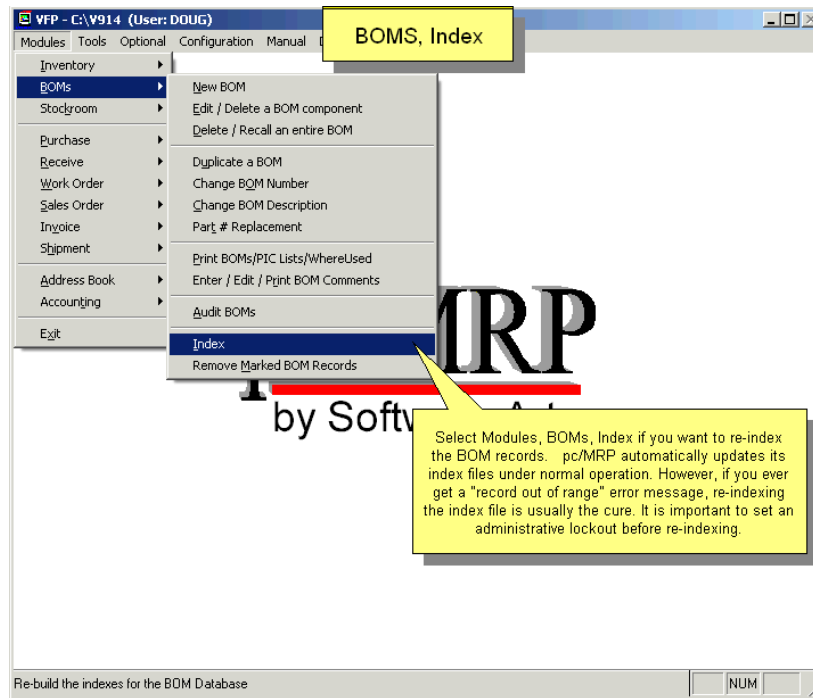 VFP - C:\V914 (User: DOUG)
BOMS, Index
Modules Tools Optional Configuration Manual
Inventory
BOMs
Stockroom
Purchase
Receive
Work Order
Sales Order
Invoice
Shipment
Address Book
Accounting
Exit
New BOM
Edit / Delete a BOM component
Delete / Recall an entire BOM
Duplicate a BOM
Change BOM Number
Change BOM Description
Part # Replacement
Print BOMs/PIC Lists/WhereUsed
Enter / Edit / Print BOM Comments
Audit BOMs
Index
Remove Marked BOM Records
MRP
by
Select Modules, BOMs, Index if you want to re-index
the BOM records. pc/MRP automatically updates its
index files under normal operation. However, if you ever
get a "record out of range" error message, re-indexing
the index file is usually the cure. It is important to set an
administrative lockout before re-indexing.
Re-build the indexes for the BOM Database
NUM